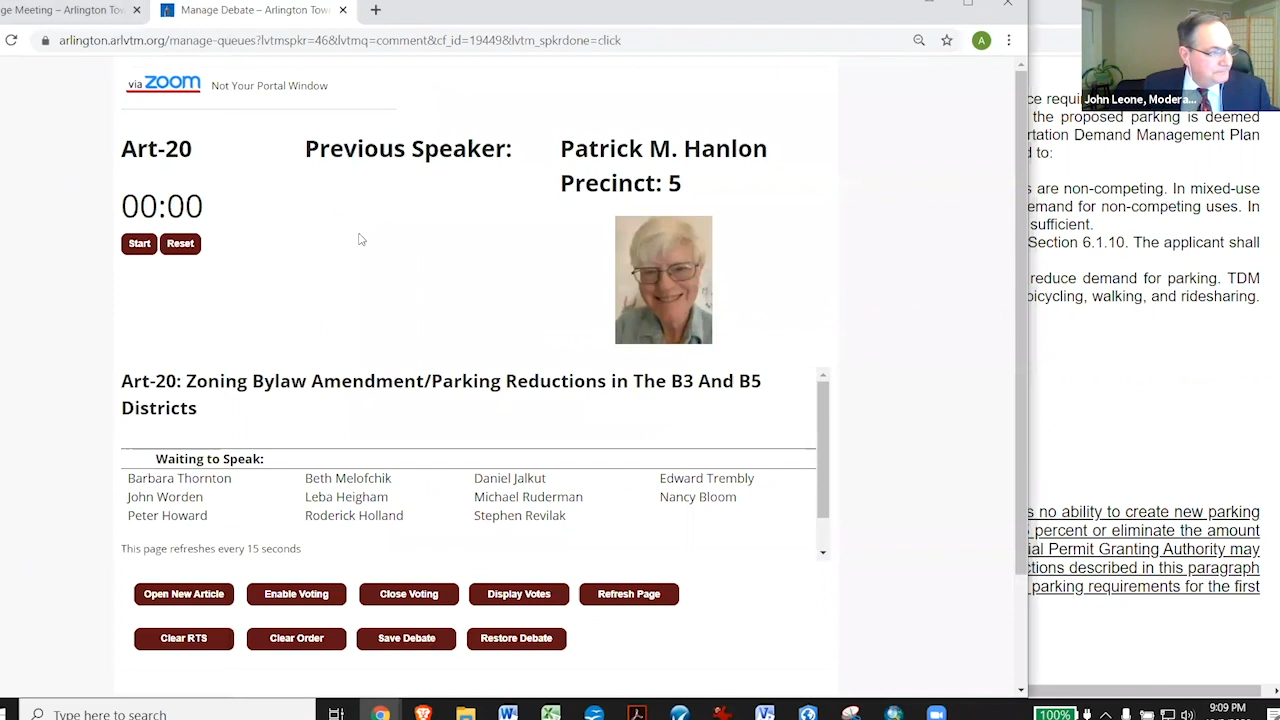 ge Meeting – Arlington Tow
Manage Debate – Arlington Town
arlington.arlvtm.org/manage-queues?lvtmspkr=46&lvtmq=comment&cf_id=19449&lvtm_spkrdone=click
A
via zoom Not Your Portal Window
Art-20 Previous Speaker: Patrick M. Hanlon
Precinct: 5
00:00
Start Reset
Art-20: Zoning Bylaw Amendment/Parking Reductions in The B3 And B5
Districts
Waiting to Speak:
Barbara Thornton Beth Melofchik Daniel Jalkut Edward Trembly
John Worden Leba Heigham Michael Ruderman Nancy Bloom
Peter Howard Roderick Holland Stephen Revilak
This page refreshes every 15 seconds
Open New Article Enable Voting Close Voting Display Votes Refresh Page
Clear RTS Clear Order Save Debate Restore Debate
John Leone, Modera...
ce requi
the proposed parking is deemed
rtation Demand Management Plan
d to:
s are non-competing. In mixed-use
emand for non-competing uses. In
sufficient.
Section 6.1.10. The applicant shall
reduce demand for parking. TDM
bicycling, walking, and ridesharing.
s no ability to create new parking
percent or eliminate the amount
ial Permit Granting Authority may
ctions described in this paragraph
parking requirements for the first
Type here to search
100%
9:09 PM